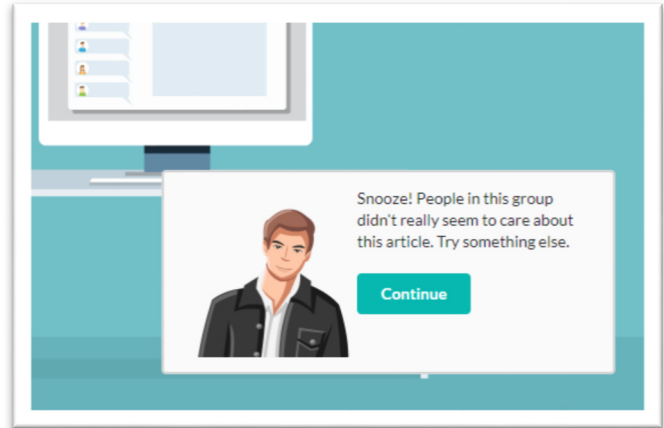 Snooze! People in this group
didn't really seem to care about
this article. Try something else.
Continue